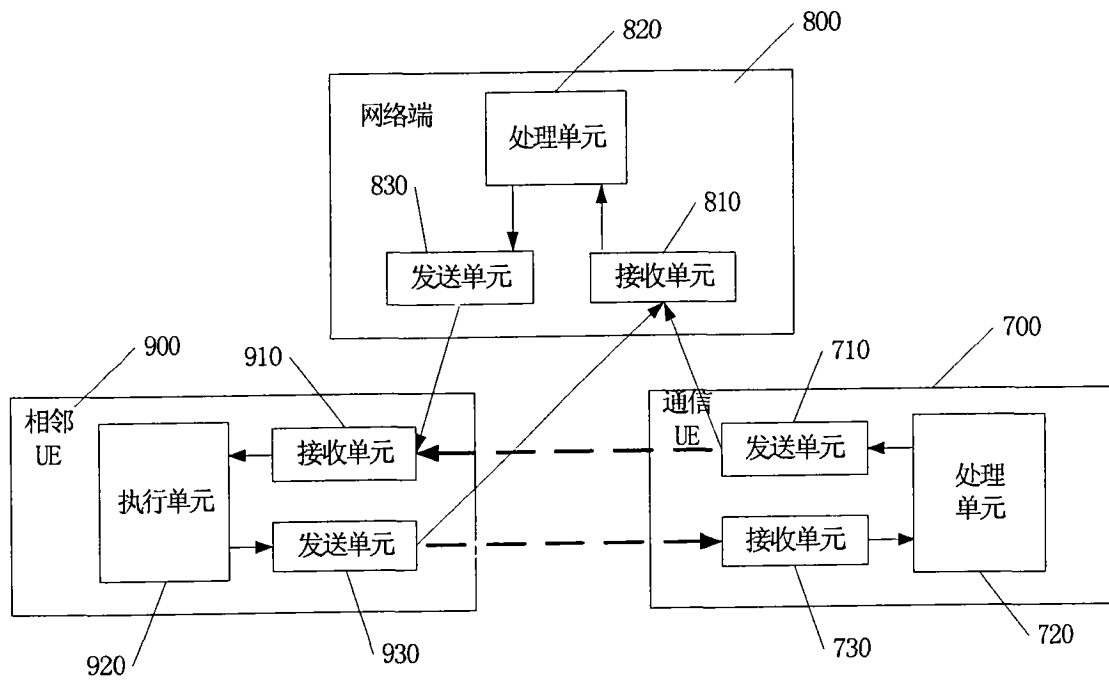 820
800
网络端
处理单元
830
810
发送单元
接收单元
900
910
710
700
相邻
UE
通信
UE
接收单元
发送单元
执行单元
处理
单元
发送单元
接收单元
920
930
730
720